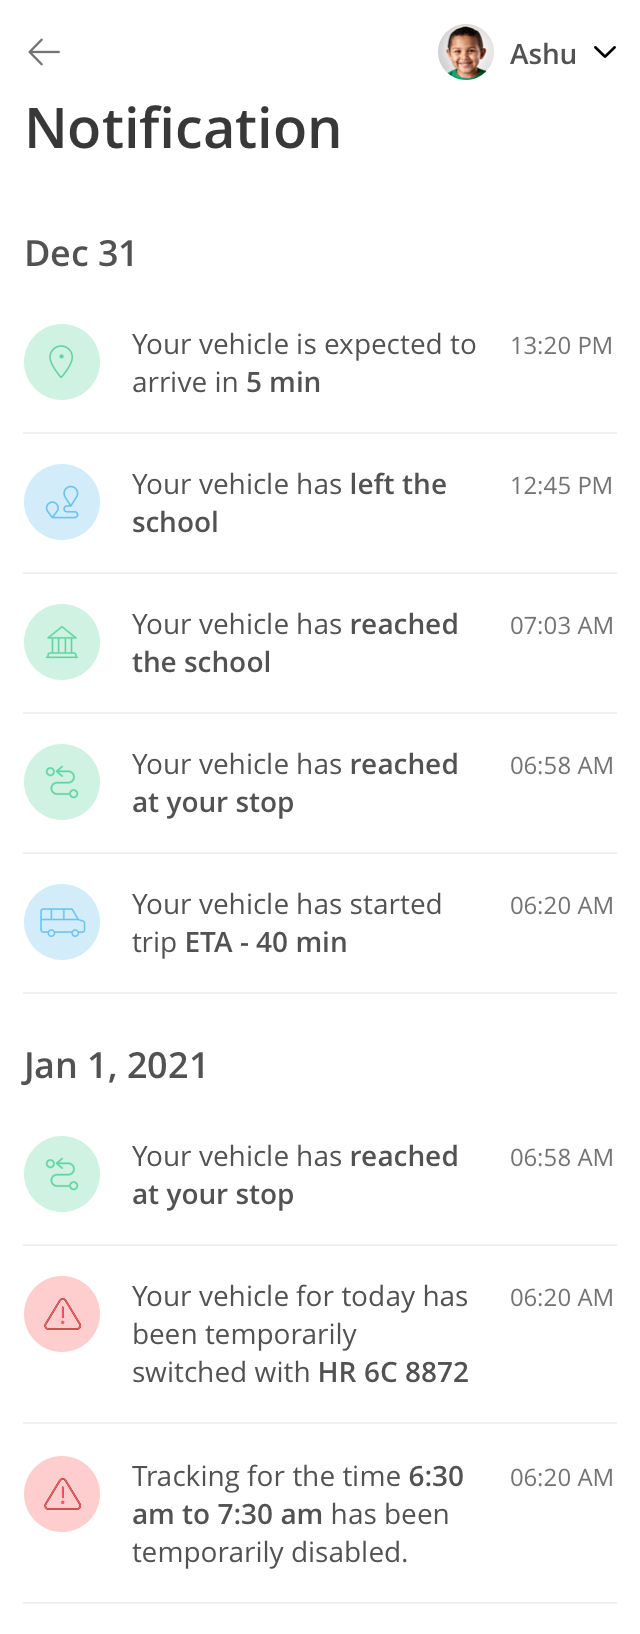 Ashu
Notification
Dec 31
Your vehicle is expected to
arrive in 5 min
13:20 PM
Your vehicle has left the
school
12:45 PM
Your vehicle has reached
the school
07:03 AM
Your vehicle has reached
at your stop
06:58 AM
Your vehicle has started
trip ETA - 40 min
06:20 AM
Jan 1, 2021
Your vehicle has reached
at your stop
06:58 AM
Your vehicle for today has
been temporarily
switched with HR 6C 8872
06:20 AM
Tracking for the time 6:30
am to 7:30 am has been
temporarily disabled.
06:20 AM